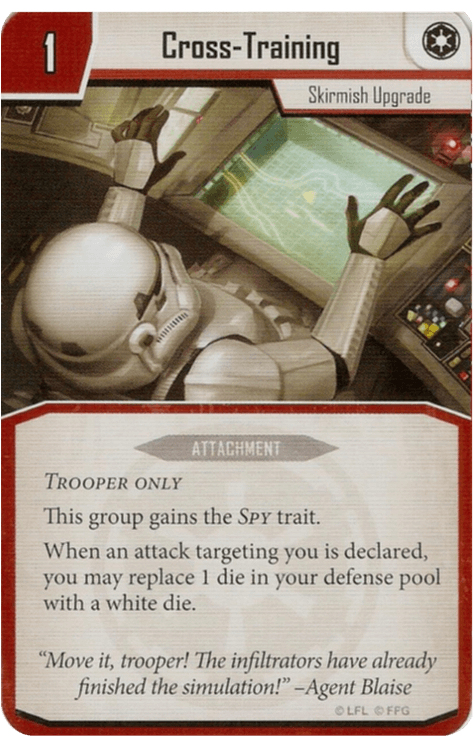 1
Cross-Training
Skirmish Upgrade
ATTACHMENT
TROOPER ONLY
This group gains the SPY trait.
When an attack targeting you is declared,
you may replace 1 die in your defense pool
with a white die.
“Move it, trooper! The infiltrators have already
finished the simulation!” –Agent Blaise
© LFL © FFG